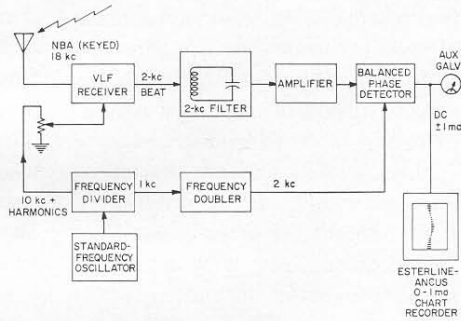 NBA (KEYED)
18 kc
VLF
RECEIVER
2-kc
BEAT
2-kc FILTER
AMPLIFIER
BALANCED
PHASE
DETECTOR
AUX
GALV
DC
±1 ma
10 kc +
HARMONICS
FREQUENCY
DIVIDER
1 kc
FREQUENCY
DOUBLER
2 kc
STANDARD-
FREQUENCY
OSCILLATOR
ESTERLINE-
ANGUS
0-1 ma
CHART
RECORDER